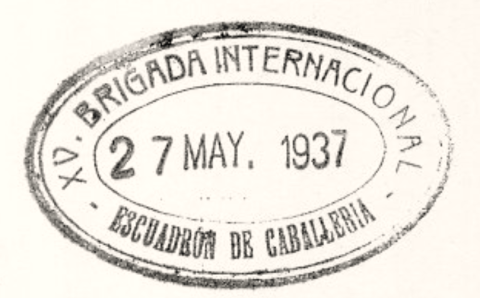 XV. BRIGADA INTERNACIONAL
27 MAY. 1937
- ESCUADRÓN DE CABALLERIA -